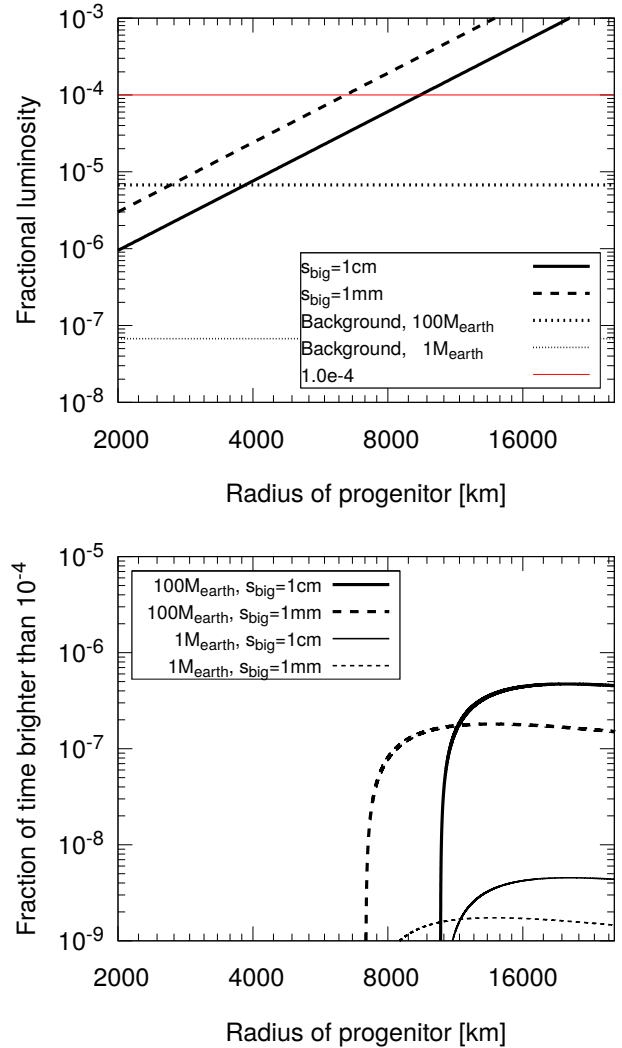 10⁻³
10⁻⁴
10⁻⁵
10⁻⁶
10⁻⁷
10⁻⁸
Fractional luminosity
s_big=1cm
s_big=1mm
Background, 100M_earth
Background, 1M_earth
1.0e-4
2000 4000 8000 16000
Radius of progenitor [km]
10⁻⁵
10⁻⁶
10⁻⁷
10⁻⁸
10⁻⁹
Fraction of time brighter than 10⁻⁴
100M_earth, s_big=1cm
100M_earth, s_big=1mm
1M_earth, s_big=1cm
1M_earth, s_big=1mm
2000 4000 8000 16000
Radius of progenitor [km]